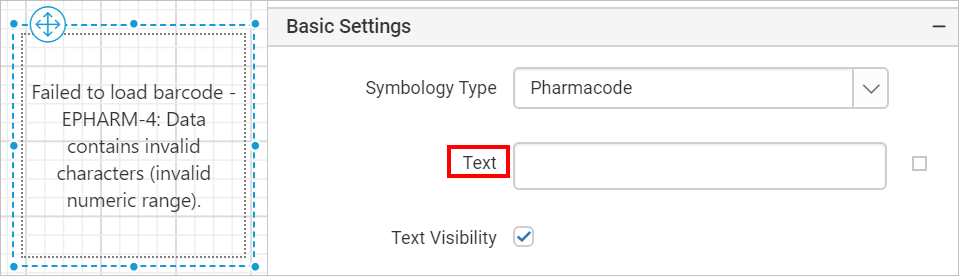 Failed to load barcode -
EPHARM-4: Data
contains invalid
characters (invalid
numeric range).
Basic Settings
Symbology Type Pharmacode
Text
Text Visibility